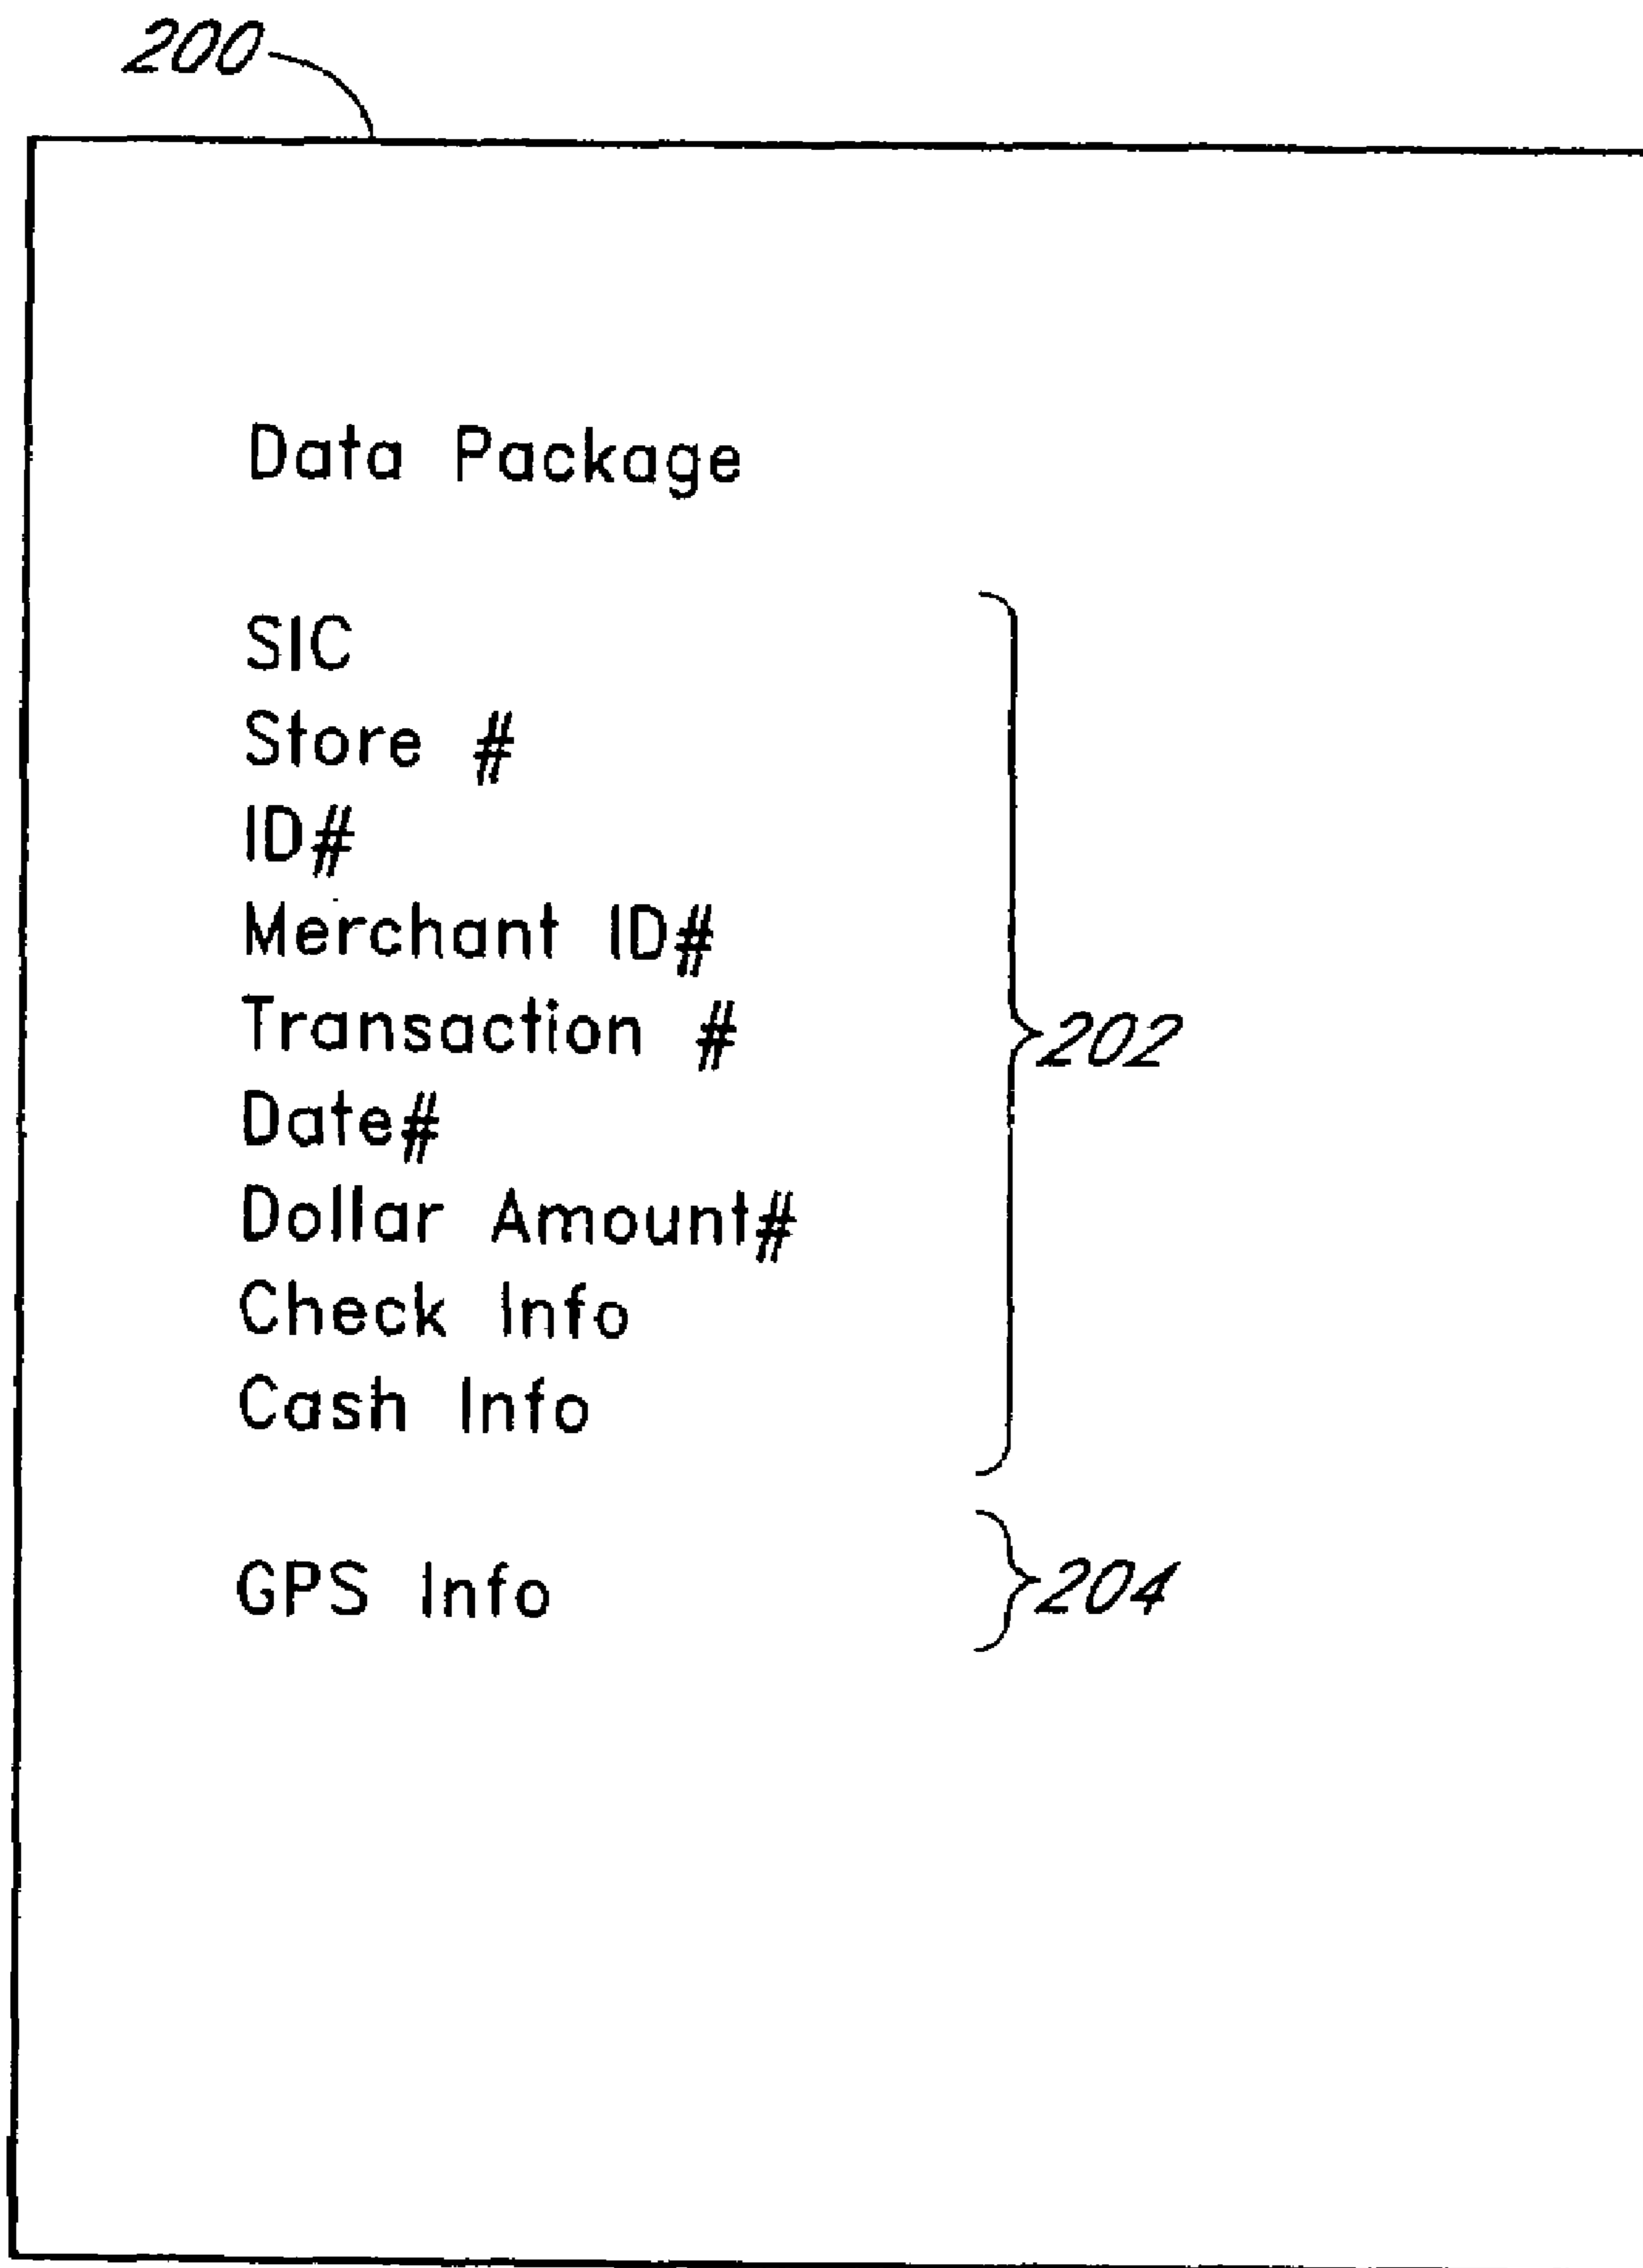 200
Data Package
SIC
Store #
ID#
Merchant ID#
Transaction #
202
Date#
Dollar Amount#
Check Info
Cash Info
GPS Info
204